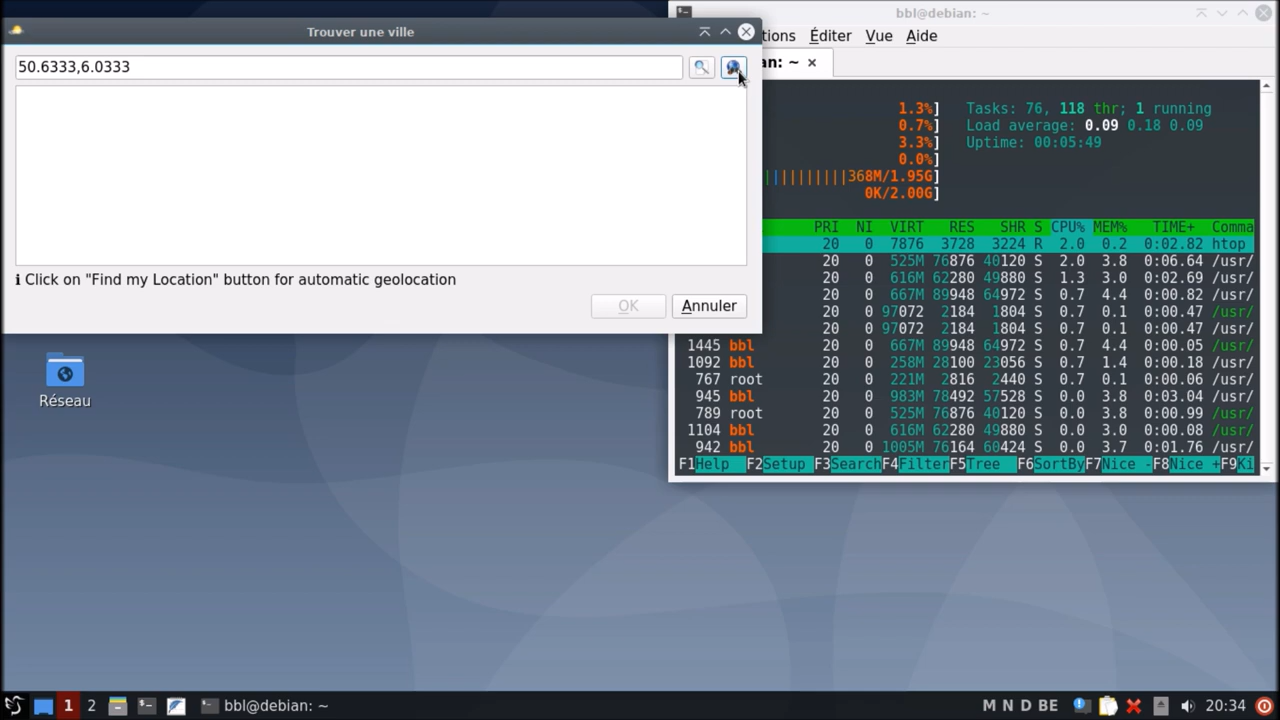 Trouver une ville
50.6333,6.0333
ℹ Click on "Find my Location" button for automatic geolocation
OK
Annuler
Réseau
bbl@debian: ~
Éditer Vue Aide
1.3%]
0.7%]
3.3%]
0.0%]
368M/1.95G]
0K/2.00G]
Tasks: 76, 118 thr; 1 running
Load average: 0.09 0.18 0.09
Uptime: 00:05:49
PRI NI VIRT RES SHR S CPU% MEM% TIME+ Comma
20 0 7876 3728 3224 R 2.0 0.2 0:02.82 htop
20 0 525M 76876 40120 S 2.0 3.8 0:06.64 /usr/
20 0 616M 62280 49880 S 1.3 3.0 0:02.69 /usr/
20 0 667M 89948 64972 S 0.7 4.4 0:00.82 /usr/
20 0 97072 2184 1804 S 0.7 0.1 0:00.47 /usr/
20 0 97072 2184 1804 S 0.7 0.1 0:00.47 /usr/
1445 bbl 20 0 667M 89948 64972 S 0.7 4.4 0:00.05 /usr/
1092 bbl 20 0 258M 28100 23056 S 0.7 1.4 0:00.18 /usr/
767 root 20 0 221M 2816 2440 S 0.7 0.1 0:00.06 /usr/
945 bbl 20 0 983M 78492 57528 S 0.0 3.8 0:03.04 /usr/
789 root 20 0 525M 76876 40120 S 0.0 3.8 0:00.99 /usr/
1104 bbl 20 0 616M 62280 49880 S 0.0 3.0 0:00.08 /usr/
942 bbl 20 0 1005M 76164 60424 S 0.0 3.7 0:01.76 /usr/
F1Help F2Setup F3SearchF4FilterF5Tree F6SortByF7Nice -F8Nice +F9Ki
1 2 bbl@debian: ~ M N D BE 20:34